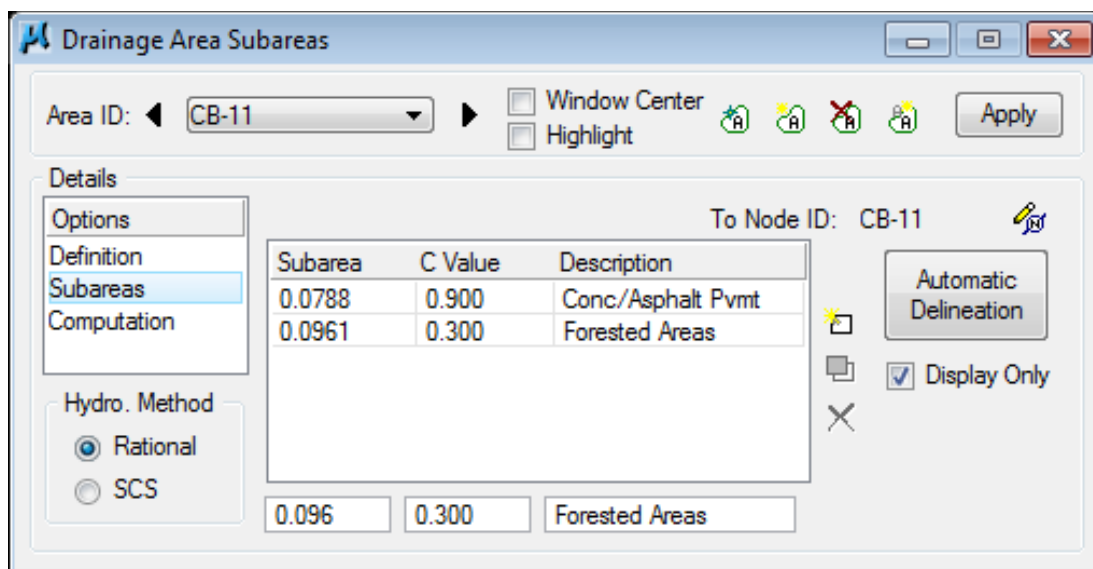 Drainage Area Subareas
Area ID: CB-11
Window Center
Highlight
Apply
Details
Options
Definition
Subareas
Computation
To Node ID: CB-11
Subarea C Value Description
0.0788 0.900 Conc/Asphalt Pvmt
0.0961 0.300 Forested Areas
Automatic
Delineation
Display Only
Hydro. Method
Rational
SCS
0.096 0.300 Forested Areas